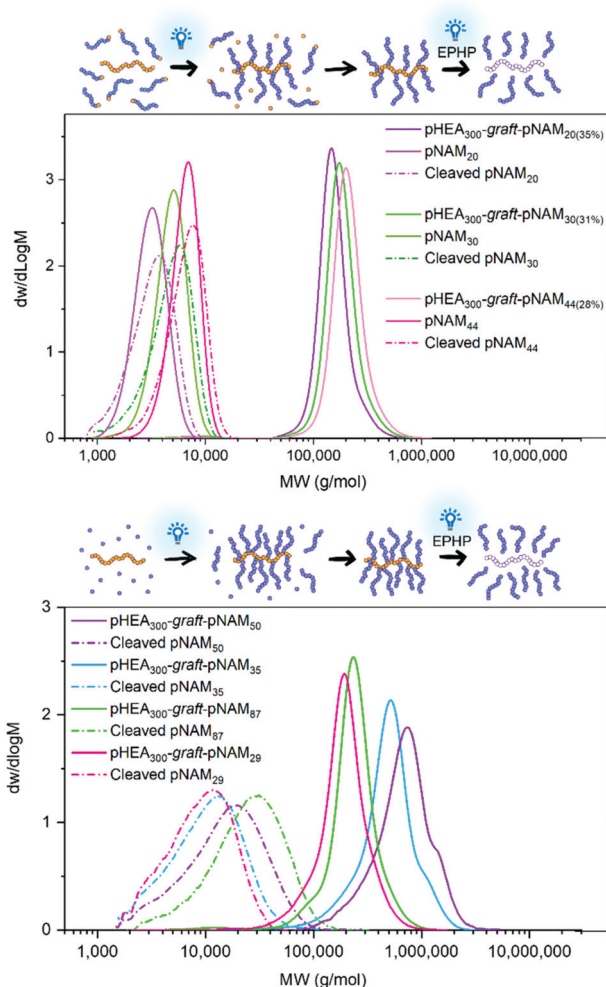 EPHP
dw/dLogM
3
2
1
0
pHEA300-graft-pNAM20(35%)
pNAM20
Cleaved pNAM20
pHEA300-graft-pNAM30(31%)
pNAM30
Cleaved pNAM30
pHEA300-graft-pNAM44(28%)
pNAM44
Cleaved pNAM44
1,000 10,000 100,000 1,000,000 10,000,000
MW (g/mol)
EPHP
dw/dlogM
3
2
1
0
pHEA300-graft-pNAM50
Cleaved pNAM50
pHEA300-graft-pNAM35
Cleaved pNAM35
pHEA300-graft-pNAM87
Cleaved pNAM87
pHEA300-graft-pNAM29
Cleaved pNAM29
1,000 10,000 100,000 1,000,000 10,000,000
MW (g/mol)